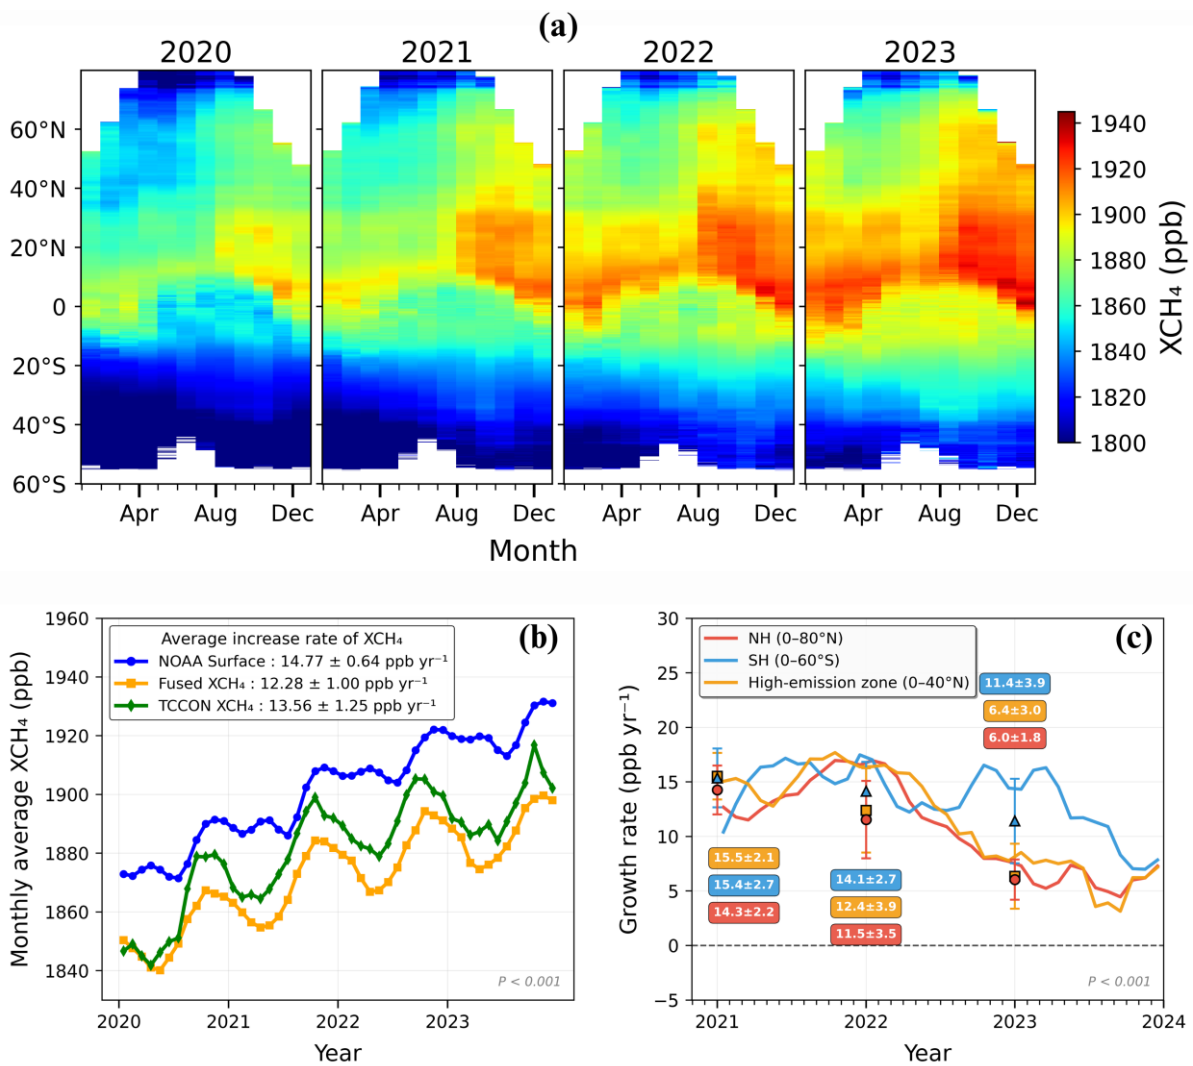 (a)
2020 2021 2022 2023
60°N
40°N
20°N
0
20°S
40°S
60°S
Apr Aug Dec Apr Aug Dec Apr Aug Dec Apr Aug Dec
Month
1940
1920
1900
1880
1860
1840
1820
1800
XCH₄ (ppb)
(b)
Monthly average XCH₄ (ppb)
1960
1940
1920
1900
1880
1860
1840
Average increase rate of XCH₄
NOAA Surface : 14.77 ± 0.64 ppb yr⁻¹
Fused XCH₄ : 12.28 ± 1.00 ppb yr⁻¹
TCCON XCH₄ : 13.56 ± 1.25 ppb yr⁻¹
P < 0.001
2020 2021 2022 2023
Year
(c)
Growth rate (ppb yr⁻¹)
30
25
20
15
10
5
0
−5
NH (0–80°N)
SH (0–60°S)
High-emission zone (0–40°N)
15.5±2.1
15.4±2.7
14.3±2.2
14.1±2.7
12.4±3.9
11.5±3.5
11.4±3.9
6.4±3.0
6.0±1.8
P < 0.001
2021 2022 2023 2024
Year